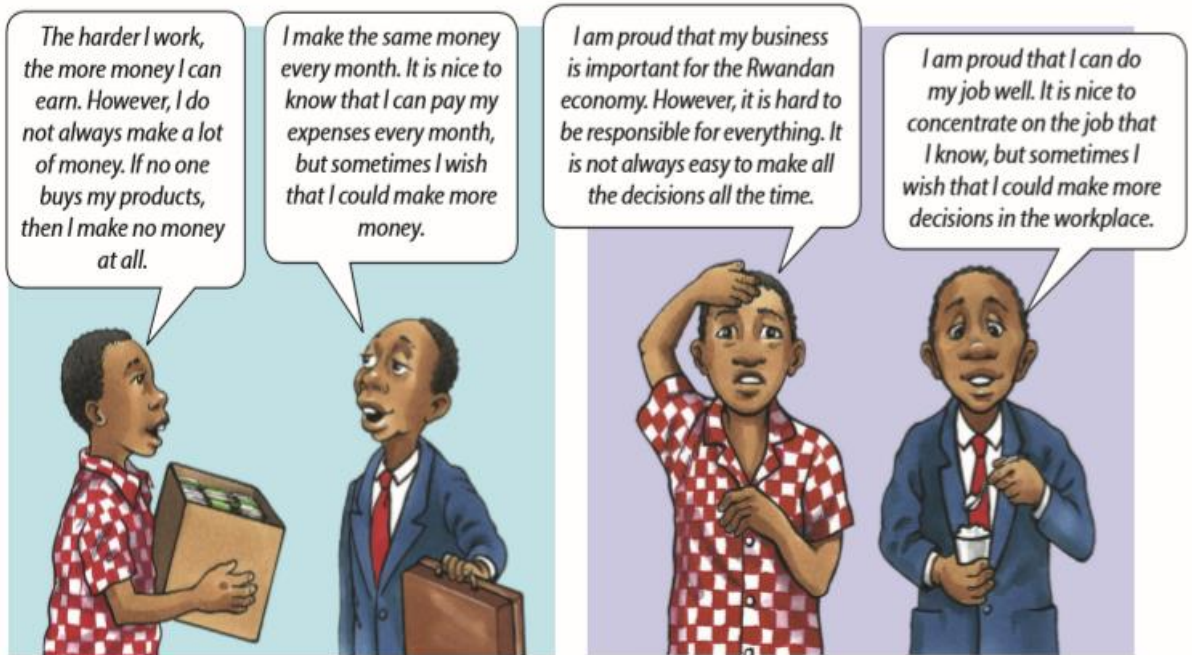 The harder I work,
the more money I can
earn. However, I do
not always make a lot
of money. If no one
buys my products,
then I make no money
at all.
I make the same money
every month. It is nice to
know that I can pay my
expenses every month,
but sometimes I wish
that I could make more
money.
I am proud that my business
is important for the Rwandan
economy. However, it is hard to
be responsible for everything. It
is not always easy to make all
the decisions all the time.
I am proud that I can do
my job well. It is nice to
concentrate on the job that
I know, but sometimes I
wish that I could make more
decisions in the workplace.